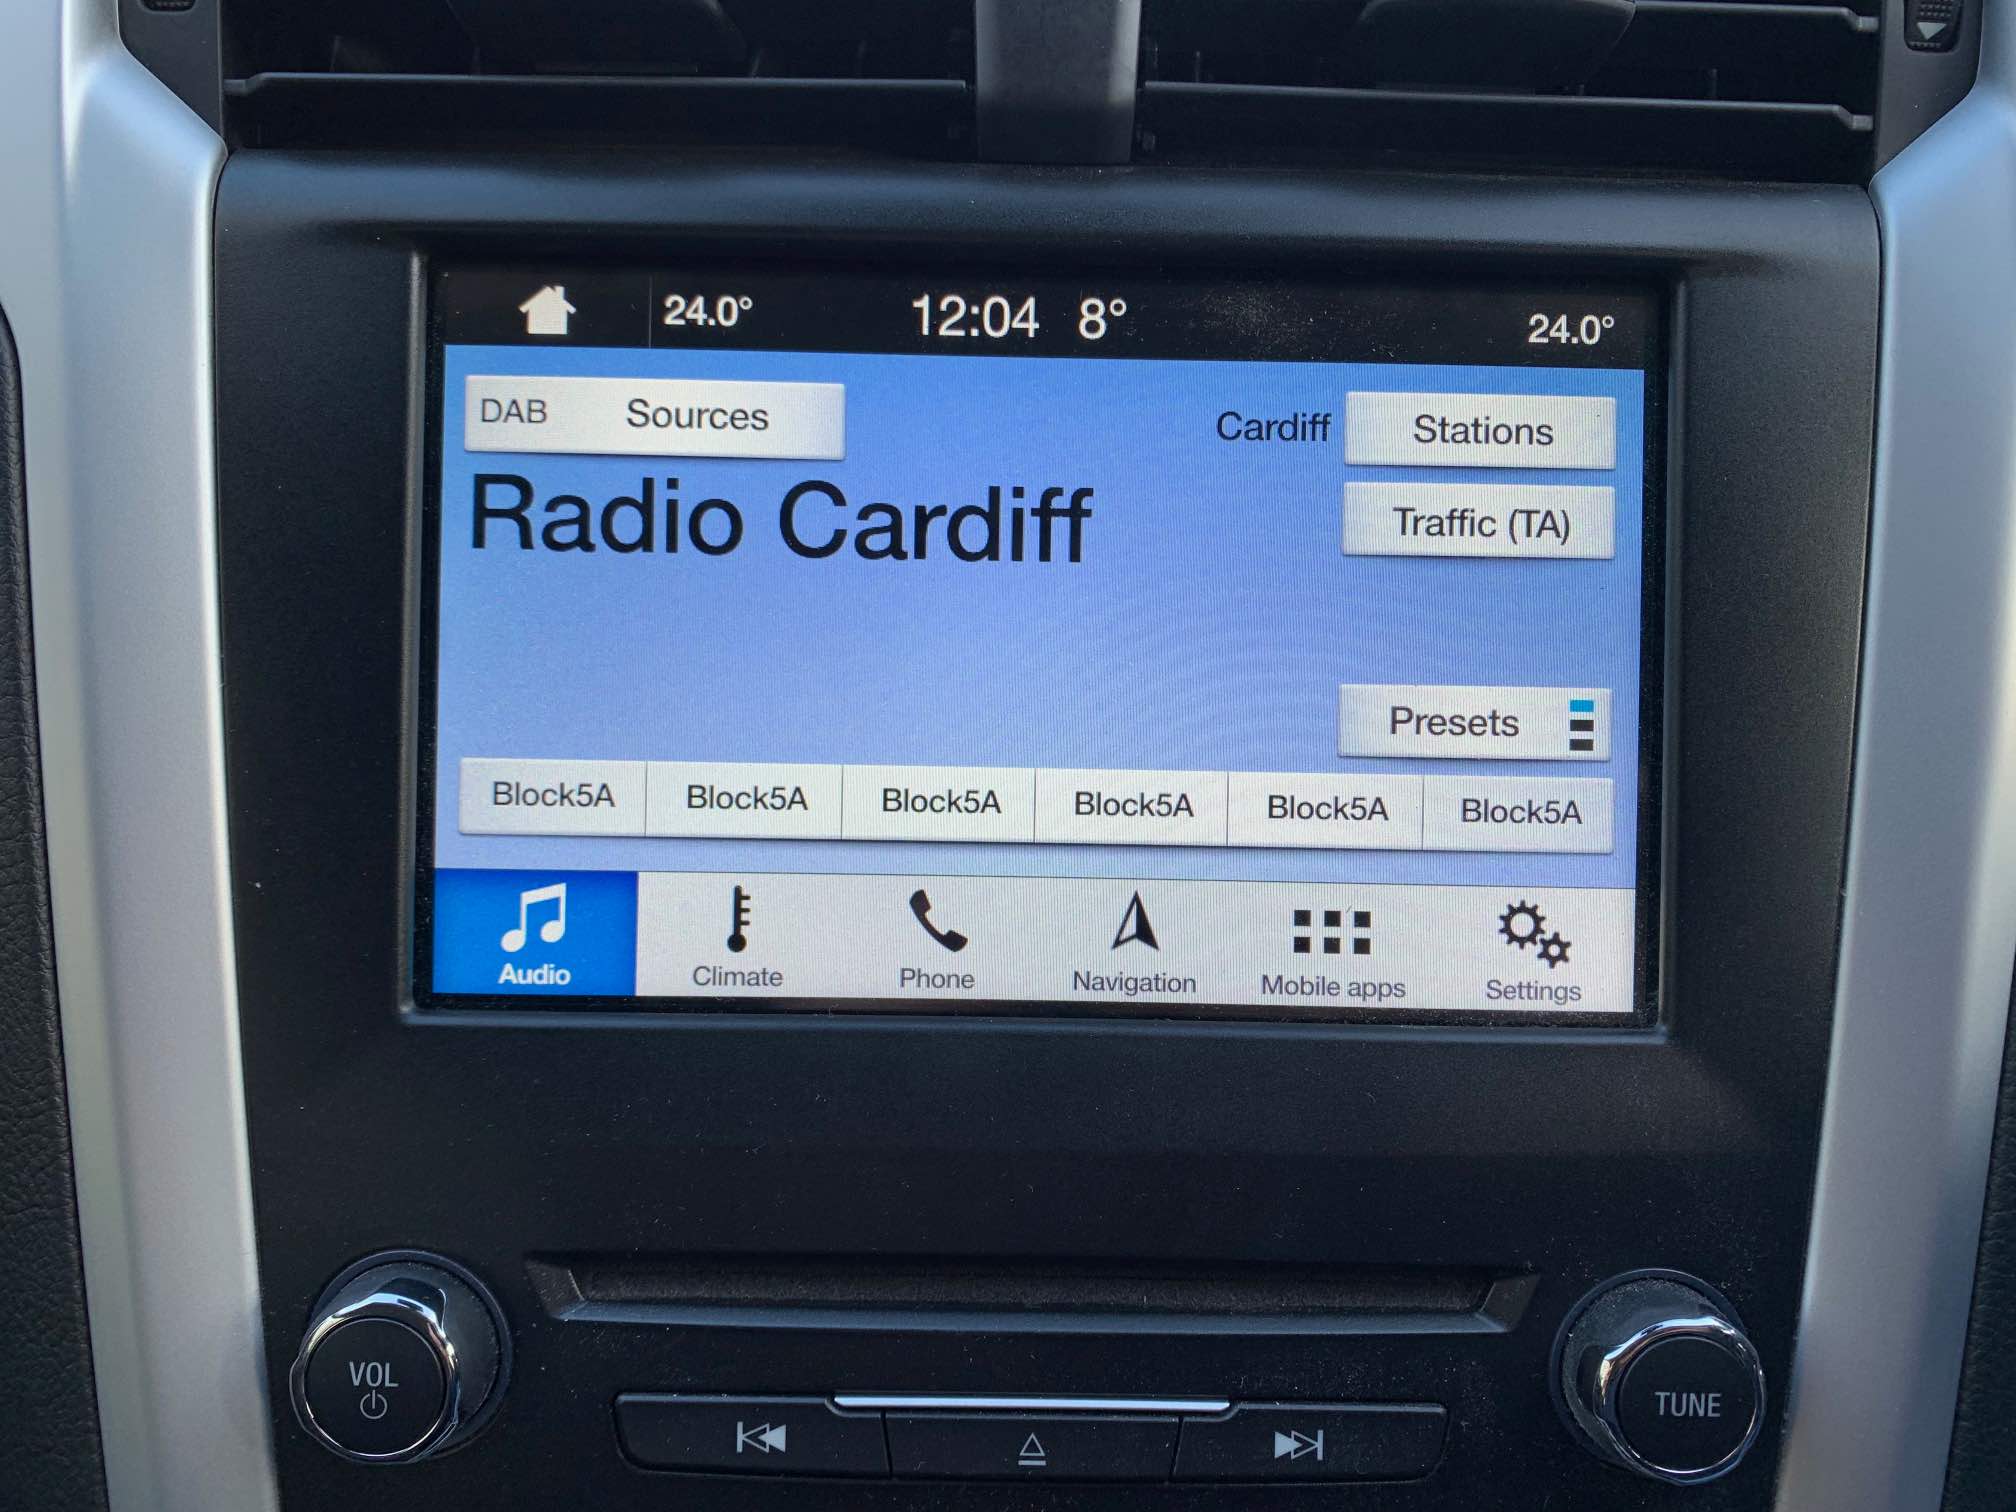 24.0° 12:04 8° 24.0°
DAB Sources Cardiff Stations
Radio Cardiff
Traffic (TA)
Presets
Block5A Block5A Block5A Block5A Block5A Block5A
Audio Climate Phone Navigation Mobile apps Settings
VOL TUNE